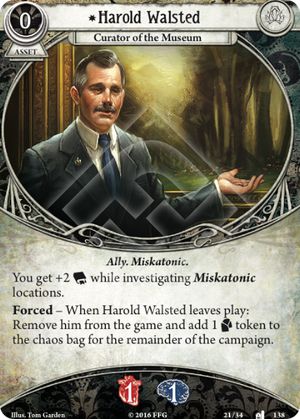 0
*Harold Walsted
Curator of the Museum
ASSET
Ally. Miskatonic.
You get +2 while investigating Miskatonic
locations.
Forced – When Harold Walsted leaves play:
Remove him from the game and add 1 token to
the chaos bag for the remainder of the campaign.
1 1
Illus. Tom Garden © 2016 FFG 21/34 138